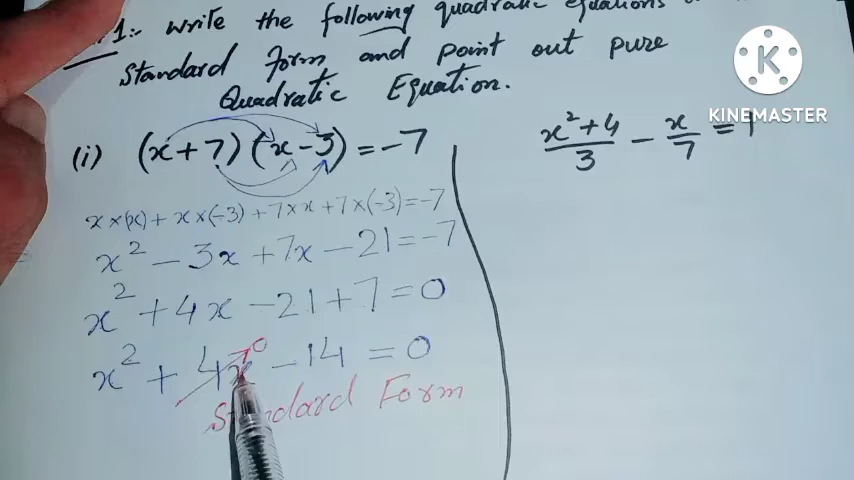 1:- Write the following quadratic equations
Standard Form and point out pure
Quadratic Equation.
(i) (x+7)(x-3)=-7
x×(x)+x×(-3)+7×x+7×(-3)=-7
x²-3x+7x-21=-7
x²+4x-21+7=0
x²+4x⁰-14=0
Standard Form
x²+4/3 - x/7 = 1
K
KINEMASTER